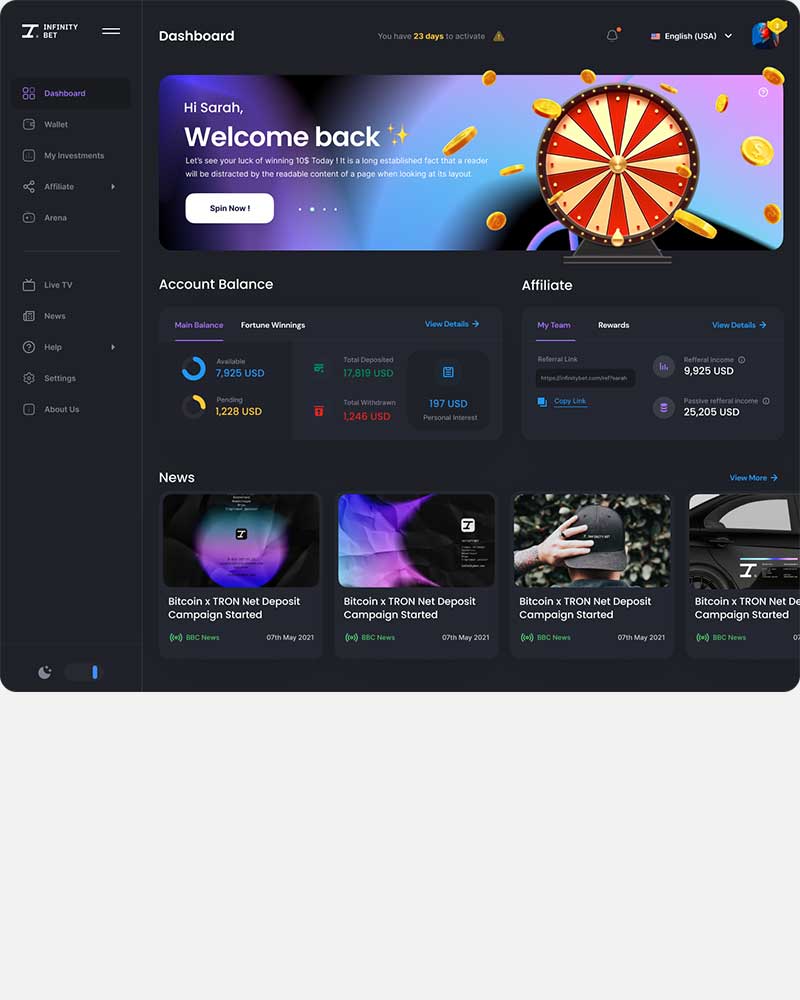 INFINITY
BET
Dashboard
You have 23 days to activate
English (USA)
Dashboard
Wallet
My Investments
Affiliate
Arena
Live TV
News
Help
Settings
About Us
Hi Sarah,
Welcome back
Let's see your luck of winning 10$ Today ! It is a long established fact that a reader
will be distracted by the readable content of a page when looking at its layout.
Spin Now !
Account Balance
Main Balance
Fortune Winnings
View Details
Available
7,925 USD
Pending
1,228 USD
Total Deposited
17,819 USD
Total Withdrawn
1,246 USD
197 USD
Personal Interest
Affiliate
My Team
Rewards
View Details
Referral Link
https://infinitybet.com/ref?sarah
Copy Link
Refferal income
9,925 USD
Passive refferal income
25,205 USD
News
View More
INFINITY BET
Bitcoin x TRON Net Deposit
Campaign Started
BBC News
07th May 2021
Bitcoin x TRON Net Deposit
Campaign Started
BBC News
07th May 2021
Bitcoin x TRON Net Deposit
Campaign Started
BBC News
07th May 2021
Bitcoin x TRON Ne
Campaign Started
BBC News
07